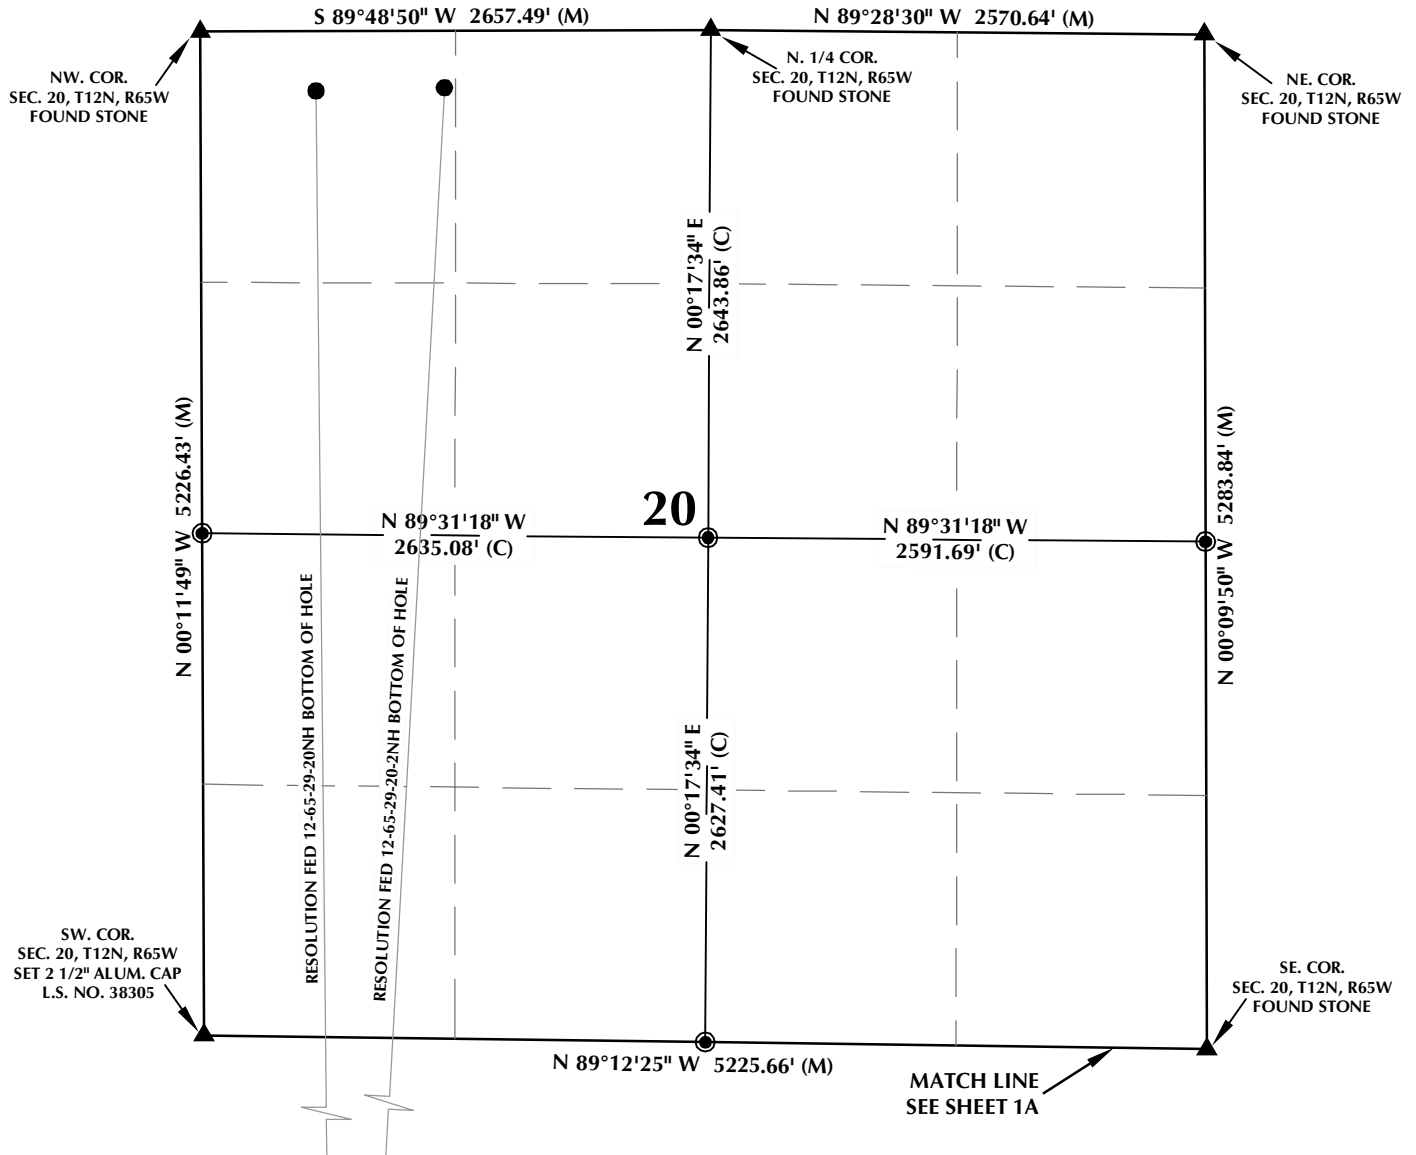 S 89°48'50" W 2657.49' (M)
N 89°28'30" W 2570.64' (M)
NW. COR.
SEC. 20, T12N, R65W
FOUND STONE
N. 1/4 COR.
SEC. 20, T12N, R65W
FOUND STONE
NE. COR.
SEC. 20, T12N, R65W
FOUND STONE
N 00°17'34" E
2643.86' (C)
N 00°11'49" W 5226.43' (M)
N 00°09'50" W 5283.84' (M)
20
N 89°31'18" W
2635.08' (C)
N 89°31'18" W
2591.69' (C)
RESOLUTION FED 12-65-29-20NH BOTTOM OF HOLE
RESOLUTION FED 12-65-29-20-2NH BOTTOM OF HOLE
N 00°17'34" E
2627.41' (C)
SW. COR.
SEC. 20, T12N, R65W
SET 2 1/2" ALUM. CAP
L.S. NO. 38305
SE. COR.
SEC. 20, T12N, R65W
FOUND STONE
N 89°12'25" W 5225.66' (M)
MATCH LINE
SEE SHEET 1A